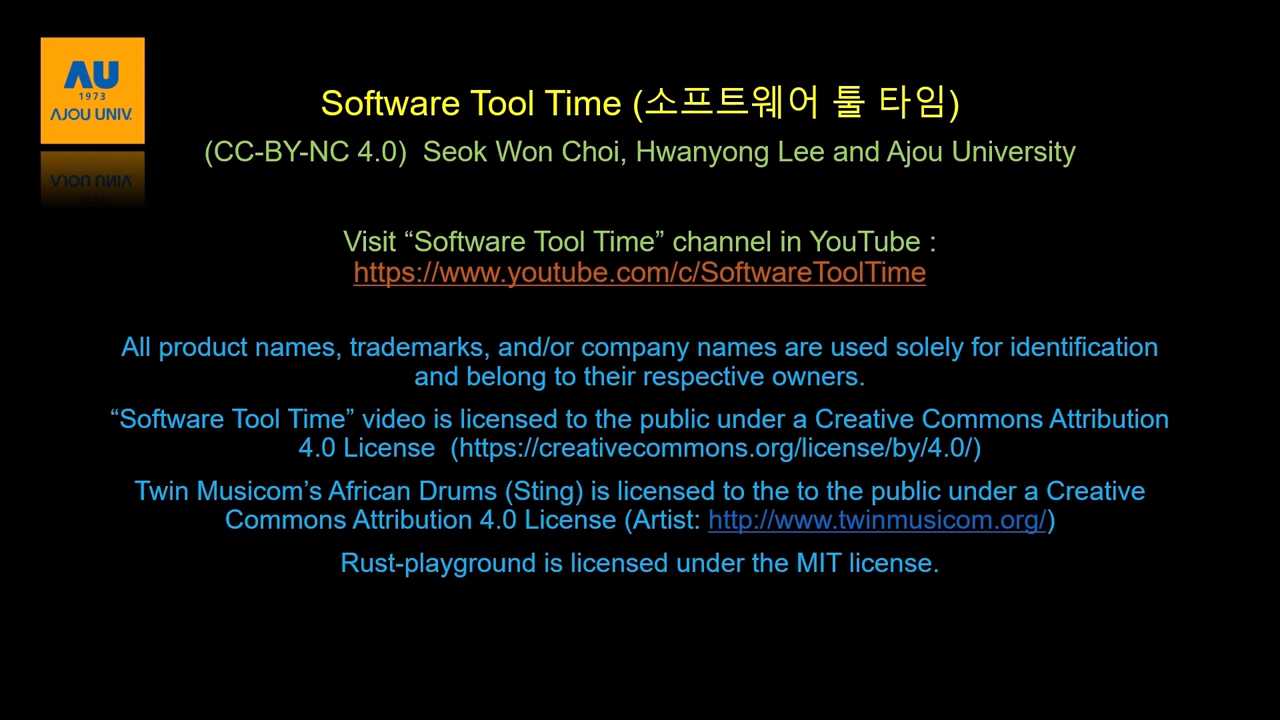 AU
1973
AJOU UNIV.
Software Tool Time (소프트웨어 툴 타임)
(CC-BY-NC 4.0)  Seok Won Choi, Hwanyong Lee and Ajou University
Visit “Software Tool Time” channel in YouTube :
https://www.youtube.com/c/SoftwareToolTime
All product names, trademarks, and/or company names are used solely for identification
and belong to their respective owners.
“Software Tool Time” video is licensed to the public under a Creative Commons Attribution
4.0 License  (https://creativecommons.org/license/by/4.0/)
Twin Musicom’s African Drums (Sting) is licensed to the to the public under a Creative
Commons Attribution 4.0 License (Artist: http://www.twinmusicom.org/)
Rust-playground is licensed under the MIT license.